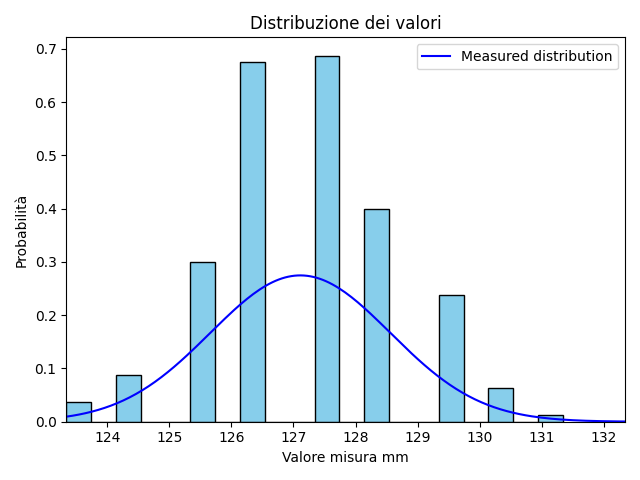 Distribuzione dei valori
Measured distribution
Probabilità
0.7
0.6
0.5
0.4
0.3
0.2
0.1
0.0
124 125 126 127 128 129 130 131 132
Valore misura mm